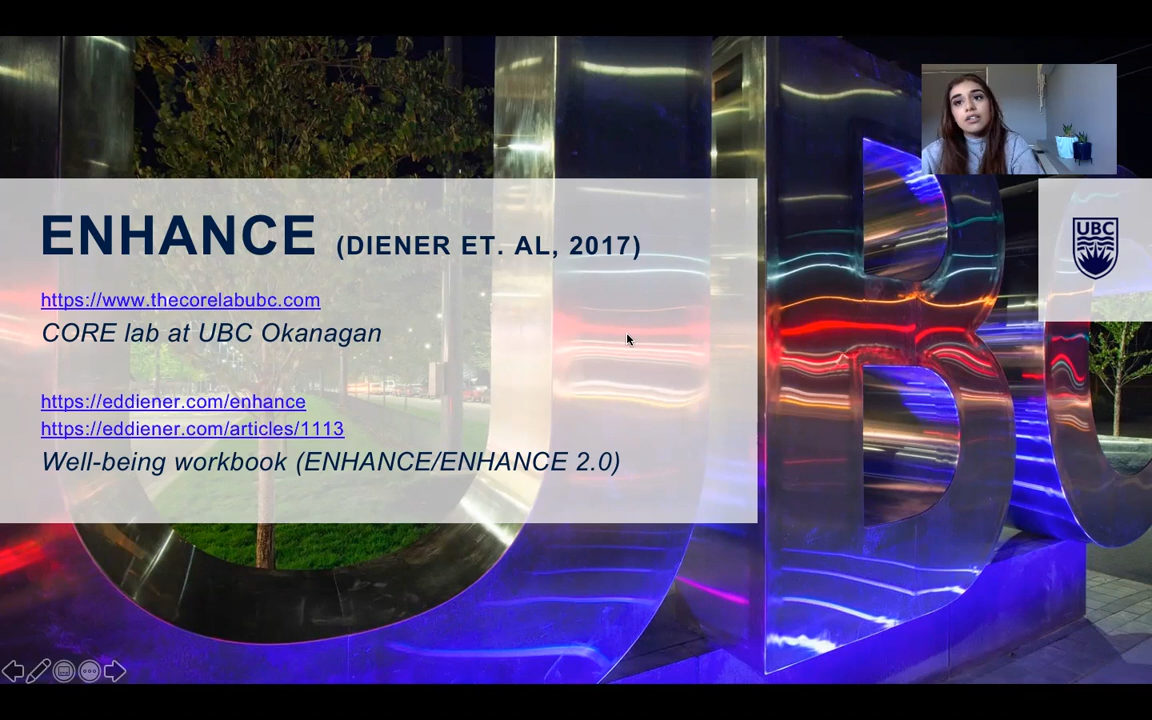 ENHANCE (DIENER ET. AL, 2017)
https://www.thecorelabubc.com
CORE lab at UBC Okanagan
https://eddiener.com/enhance
https://eddiener.com/articles/1113
Well-being workbook (ENHANCE/ENHANCE 2.0)
UBC